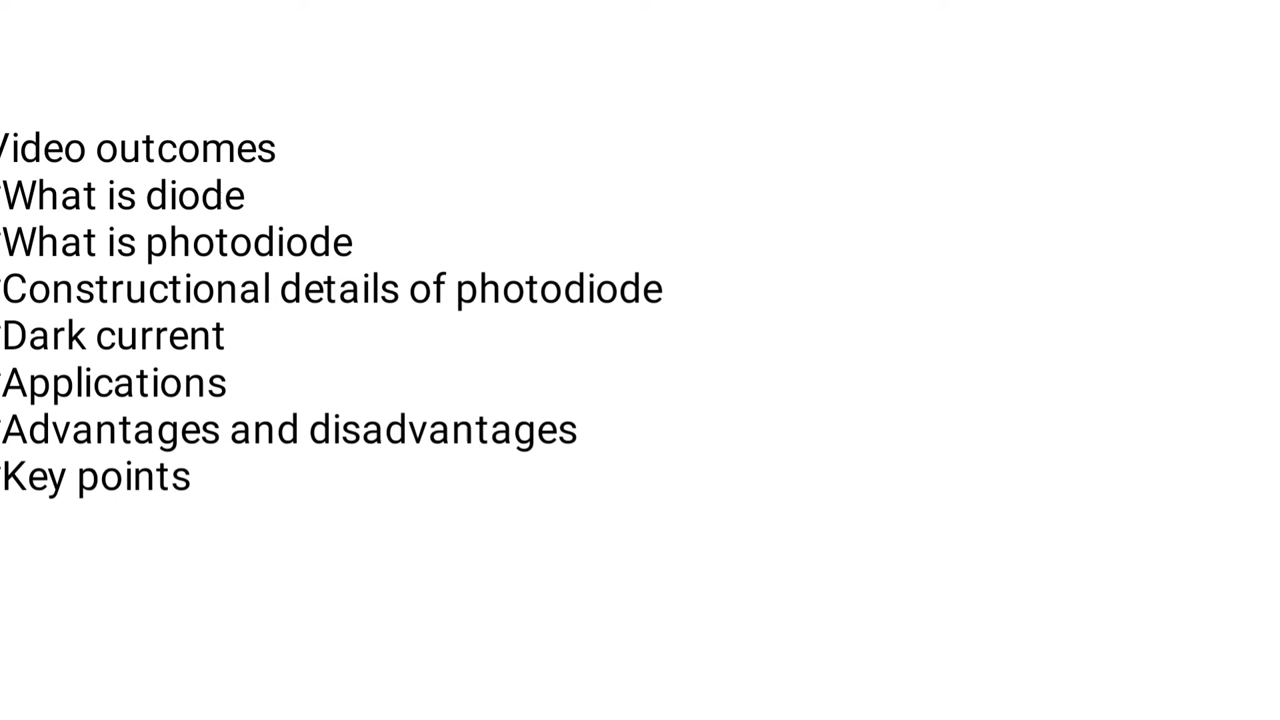 Video outcomes
What is diode
What is photodiode
Constructional details of photodiode
Dark current
Applications
Advantages and disadvantages
Key points